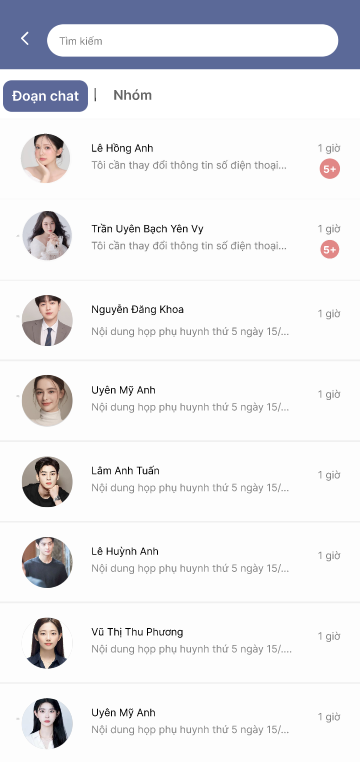 Tìm kiếm
Đoạn chat | Nhóm
Lê Hồng Anh 1 giờ
Tôi cần thay đổi thông tin số điện thoại... 5+
Trần Uyên Bạch Yên Vy 1 giờ
Tôi cần thay đổi thông tin số điện thoại... 5+
Nguyễn Đăng Khoa 1 giờ
Nội dung họp phụ huynh thứ 5 ngày 15/...
Uyên Mỹ Anh 1 giờ
Nội dung họp phụ huynh thứ 5 ngày 15/...
Lâm Anh Tuấn 1 giờ
Nội dung họp phụ huynh thứ 5 ngày 15/...
Lê Huỳnh Anh 1 giờ
Nội dung họp phụ huynh thứ 5 ngày 15/...
Vũ Thị Thu Phương 1 giờ
Nội dung họp phụ huynh thứ 5 ngày 15/....
Uyên Mỹ Anh 1 giờ
Nội dung họp phụ huynh thứ 5 ngày 15/...